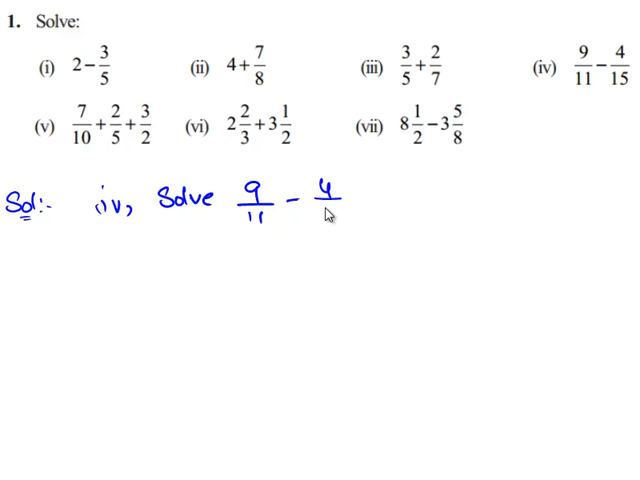 1. Solve:
(i) 2 − 3/5 (ii) 4 + 7/8 (iii) 3/5 + 2/7 (iv) 9/11 − 4/15
(v) 7/10 + 2/5 + 3/2 (vi) 2 2/3 + 3 1/2 (vii) 8 1/2 − 3 5/8
Sol:- iv, Solve 9/11 − 4/